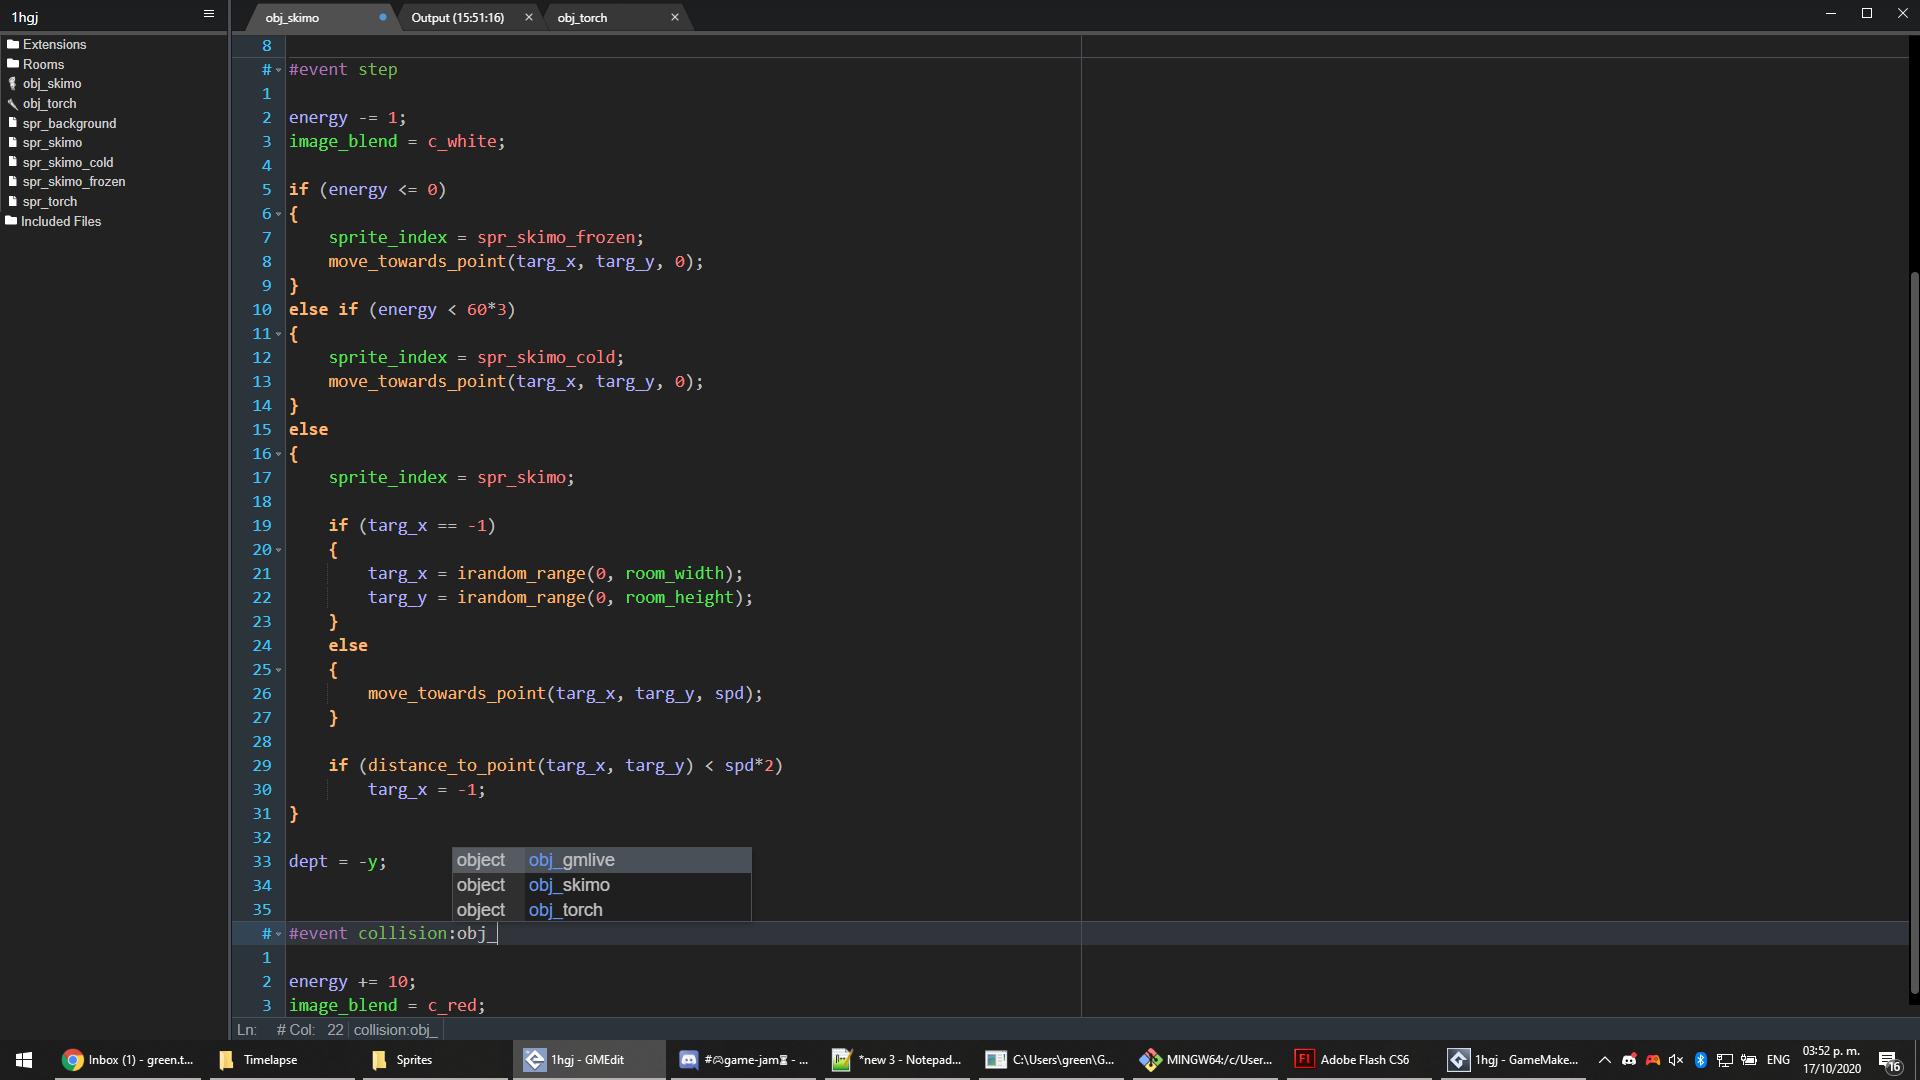 1hgj
obj_skimo
Output (15:51:16)
obj_torch
Extensions
Rooms
obj_skimo
obj_torch
spr_background
spr_skimo
spr_skimo_cold
spr_skimo_frozen
spr_torch
Included Files
8
# #event step
1
2 energy -= 1;
3 image_blend = c_white;
4
5 if (energy <= 0)
6 {
7 sprite_index = spr_skimo_frozen;
8 move_towards_point(targ_x, targ_y, 0);
9 }
10 else if (energy < 60*3)
11 {
12 sprite_index = spr_skimo_cold;
13 move_towards_point(targ_x, targ_y, 0);
14 }
15 else
16 {
17 sprite_index = spr_skimo;
18
19 if (targ_x == -1)
20 {
21 targ_x = irandom_range(0, room_width);
22 targ_y = irandom_range(0, room_height);
23 }
24 else
25 {
26 move_towards_point(targ_x, targ_y, spd);
27 }
28
29 if (distance_to_point(targ_x, targ_y) < spd*2)
30 targ_x = -1;
31 }
32
33 dept = -y;
34
35
object obj_gmlive
object obj_skimo
object obj_torch
# #event collision:obj_
1
2 energy += 10;
3 image_blend = c_red;
Ln: # Col: 22 collision:obj_
Inbox (1) - green.t...
Timelapse
Sprites
1hgj - GMEdit
#🎮game-jam⏳ - ...
*new 3 - Notepad...
C:\Users\green\G...
MINGW64:/c/User...
Adobe Flash CS6
1hgj - GameMake...
ENG
03:52 p. m.
17/10/2020
16